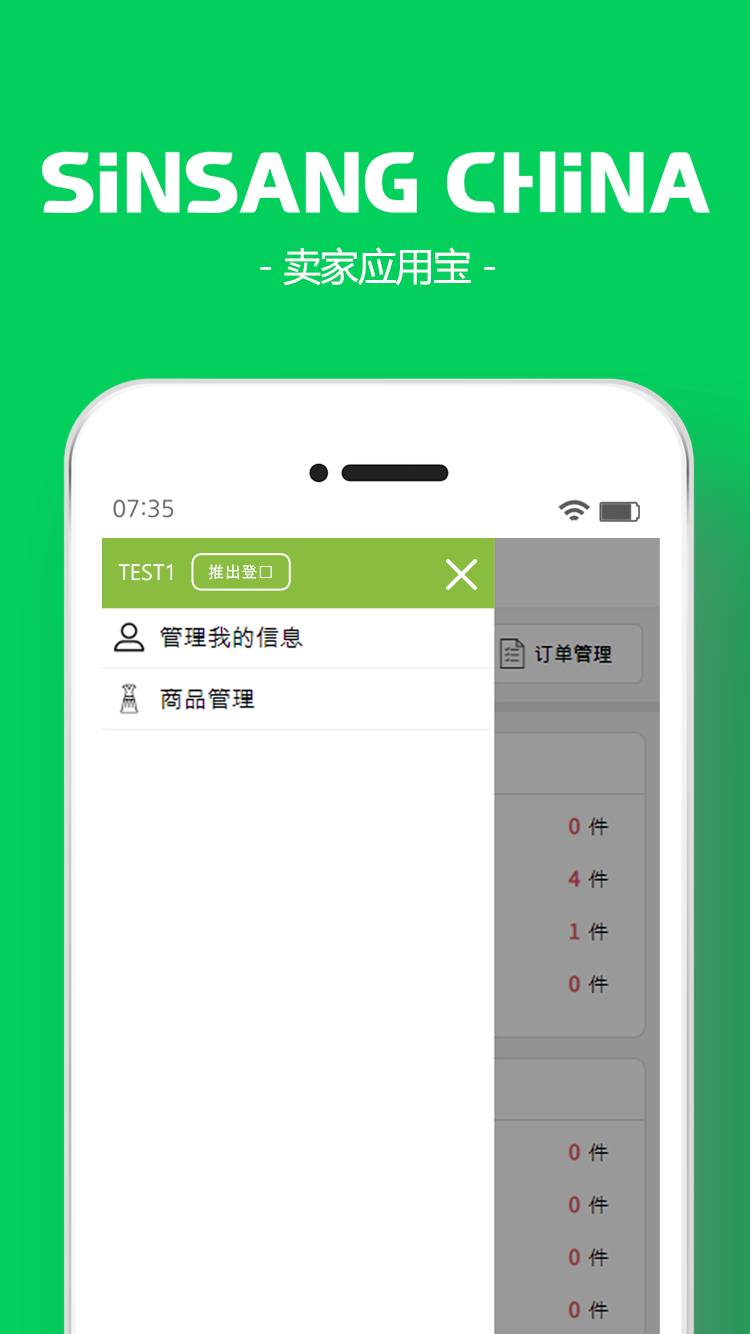 SiNSANG CHiNA
- 卖家应用宝 -
07:35
TEST1 推出登口
管理我的信息
订单管理
商品管理
0 件
4 件
1 件
0 件
0 件
0 件
0 件
0 件